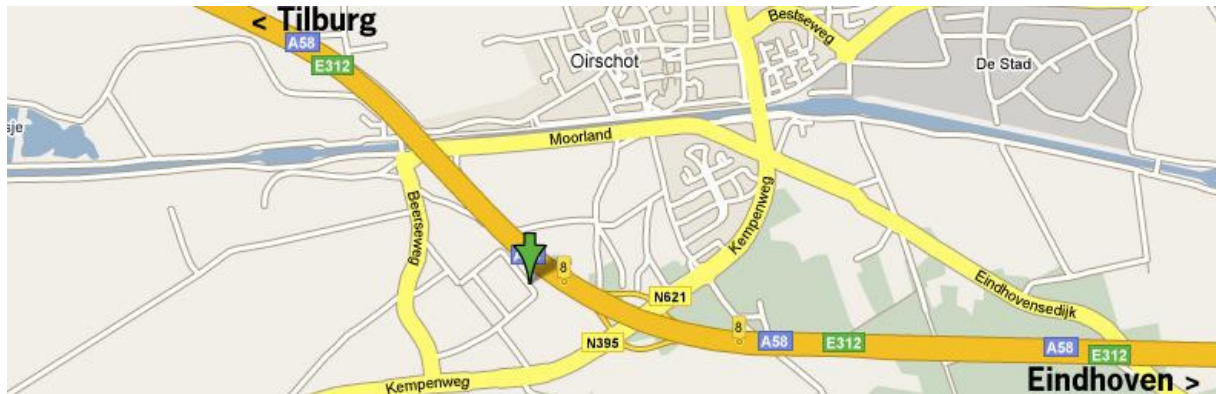 < Tilburg
A58
E312
Bestseweg
Oirschot
De Stad
sje
Moorland
Beerseweg
Kempenweg
8
N621
Eindhovensedijk
N395
8
A58
E312
A58
E312
Kempenweg
Eindhoven >